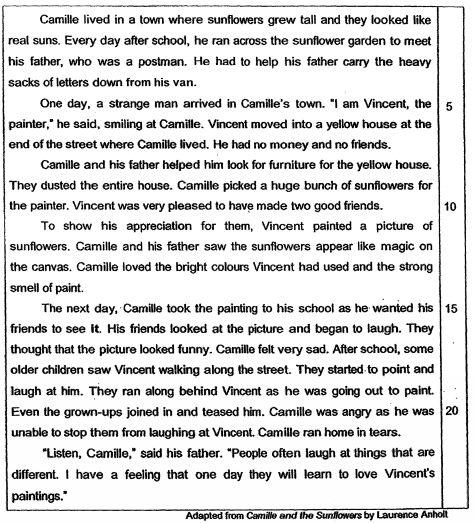 Camille lived in a town where sunflowers grew tall and they looked like
real suns. Every day after school, he ran across the sunflower garden to meet
his father, who was a postman. He had to help his father carry the heavy
sacks of letters down from his van.
One day, a strange man arrived in Camille's town. "I am Vincent, the 5
painter," he said, smiling at Camille. Vincent moved into a yellow house at the
end of the street where Camille lived. He had no money and no friends.
Camille and his father helped him look for furniture for the yellow house.
They dusted the entire house. Camille picked a huge bunch of sunflowers for
the painter. Vincent was very pleased to have made two good friends. 10
To show his appreciation for them, Vincent painted a picture of
sunflowers. Camille and his father saw the sunflowers appear like magic on
the canvas. Camille loved the bright colours Vincent had used and the strong
smell of paint.
The next day, Camille took the painting to his school as he wanted his 15
friends to see it. His friends looked at the picture and began to laugh. They
thought that the picture looked funny. Camille felt very sad. After school, some
older children saw Vincent walking along the street. They started to point and
laugh at him. They ran along behind Vincent as he was going out to paint.
Even the grown-ups joined in and teased him. Camille was angry as he was 20
unable to stop them from laughing at Vincent. Camille ran home in tears.
"Listen, Camille," said his father. "People often laugh at things that are
different. I have a feeling that one day they will learn to love Vincent's
paintings."
Adapted from Camille and the Sunflowers by Laurence Anholt